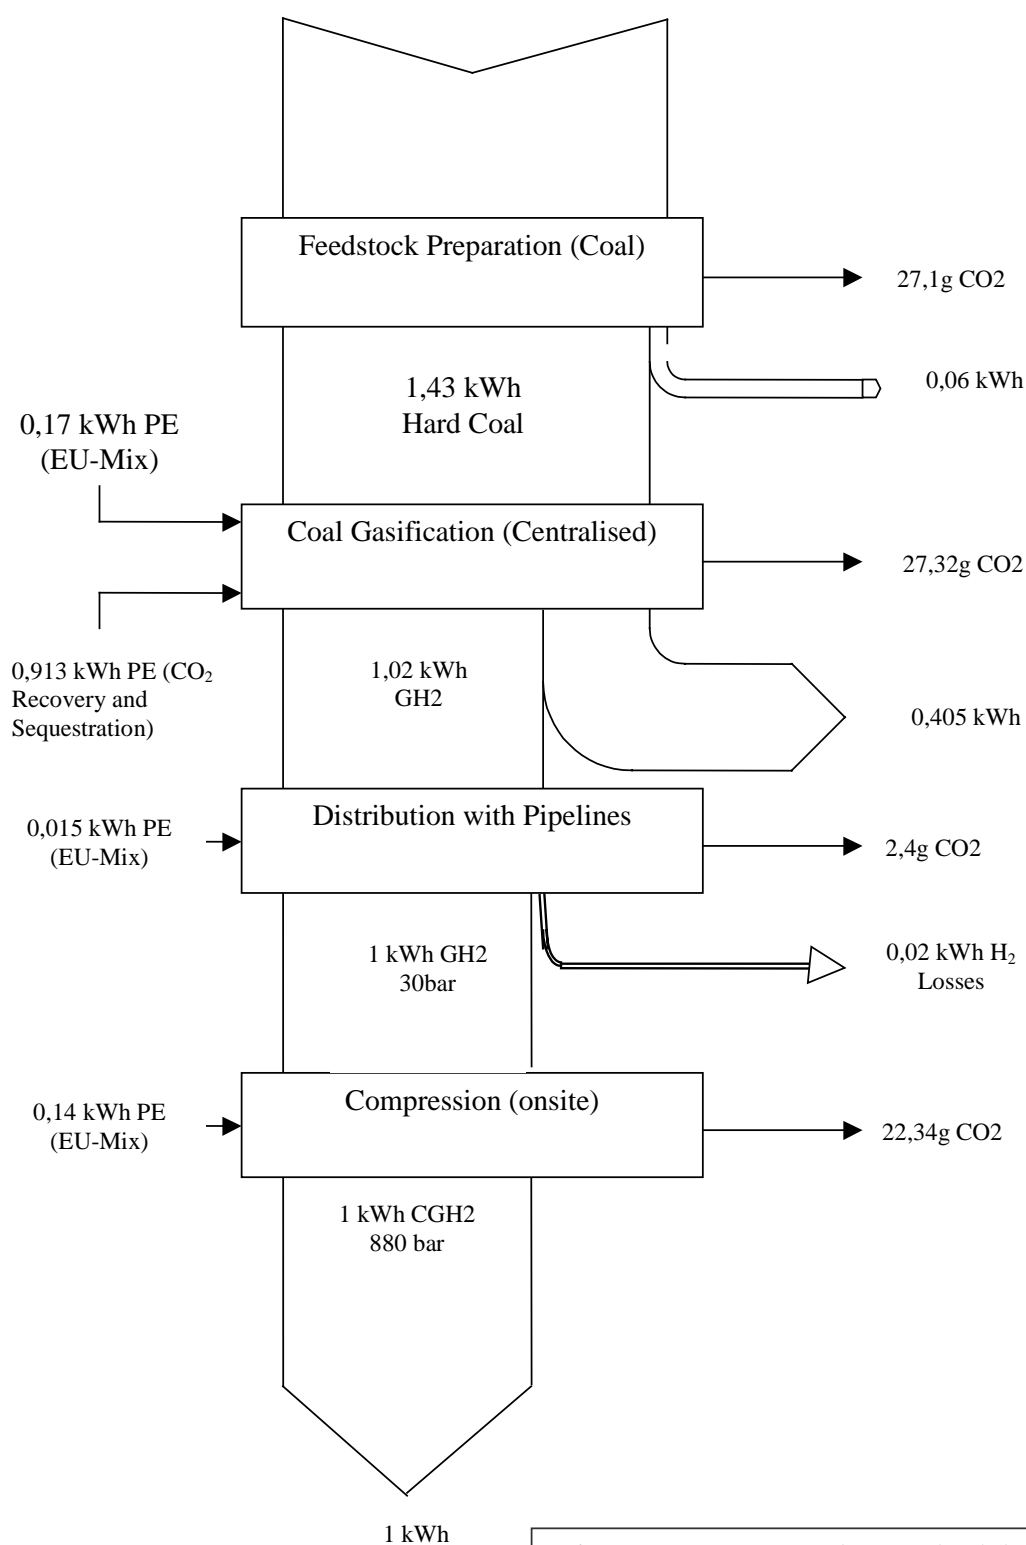 Feedstock Preparation (Coal)
27,1g CO2
1,43 kWh
Hard Coal
0,06 kWh
0,17 kWh PE
(EU-Mix)
Coal Gasification (Centralised)
27,32g CO2
0,913 kWh PE (CO₂
Recovery and
Sequestration)
1,02 kWh
GH2
0,405 kWh
Distribution with Pipelines
0,015 kWh PE
(EU-Mix)
2,4g CO2
1 kWh GH2
30bar
0,02 kWh H₂
Losses
Compression (onsite)
0,14 kWh PE
(EU-Mix)
22,34g CO2
1 kWh CGH2
880 bar
1 kWh